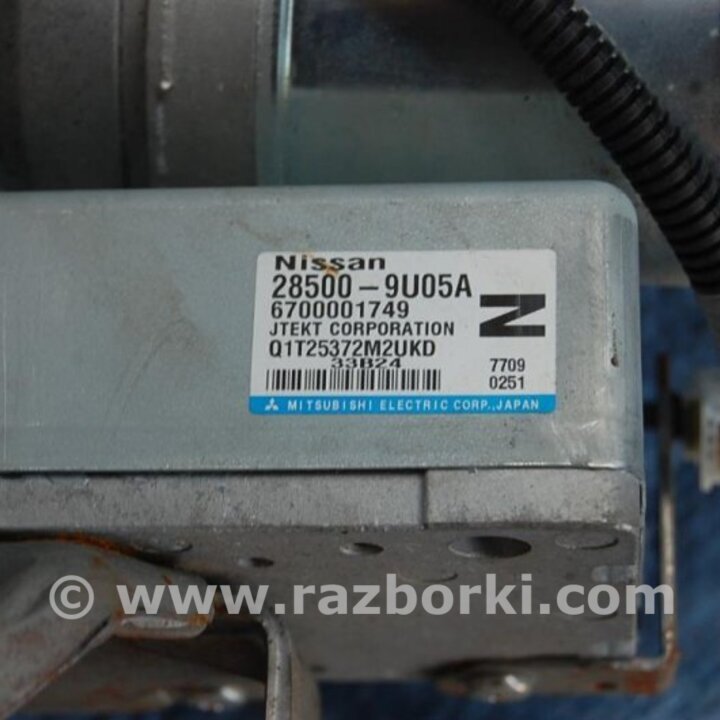 Nissan
28500-9U05A
6700001749
JTEKT CORPORATION
Q1T25372M2UKD
33B24
N
7709
0251
MITSUBISHI ELECTRIC CORP., JAPAN
© www.razborki.com